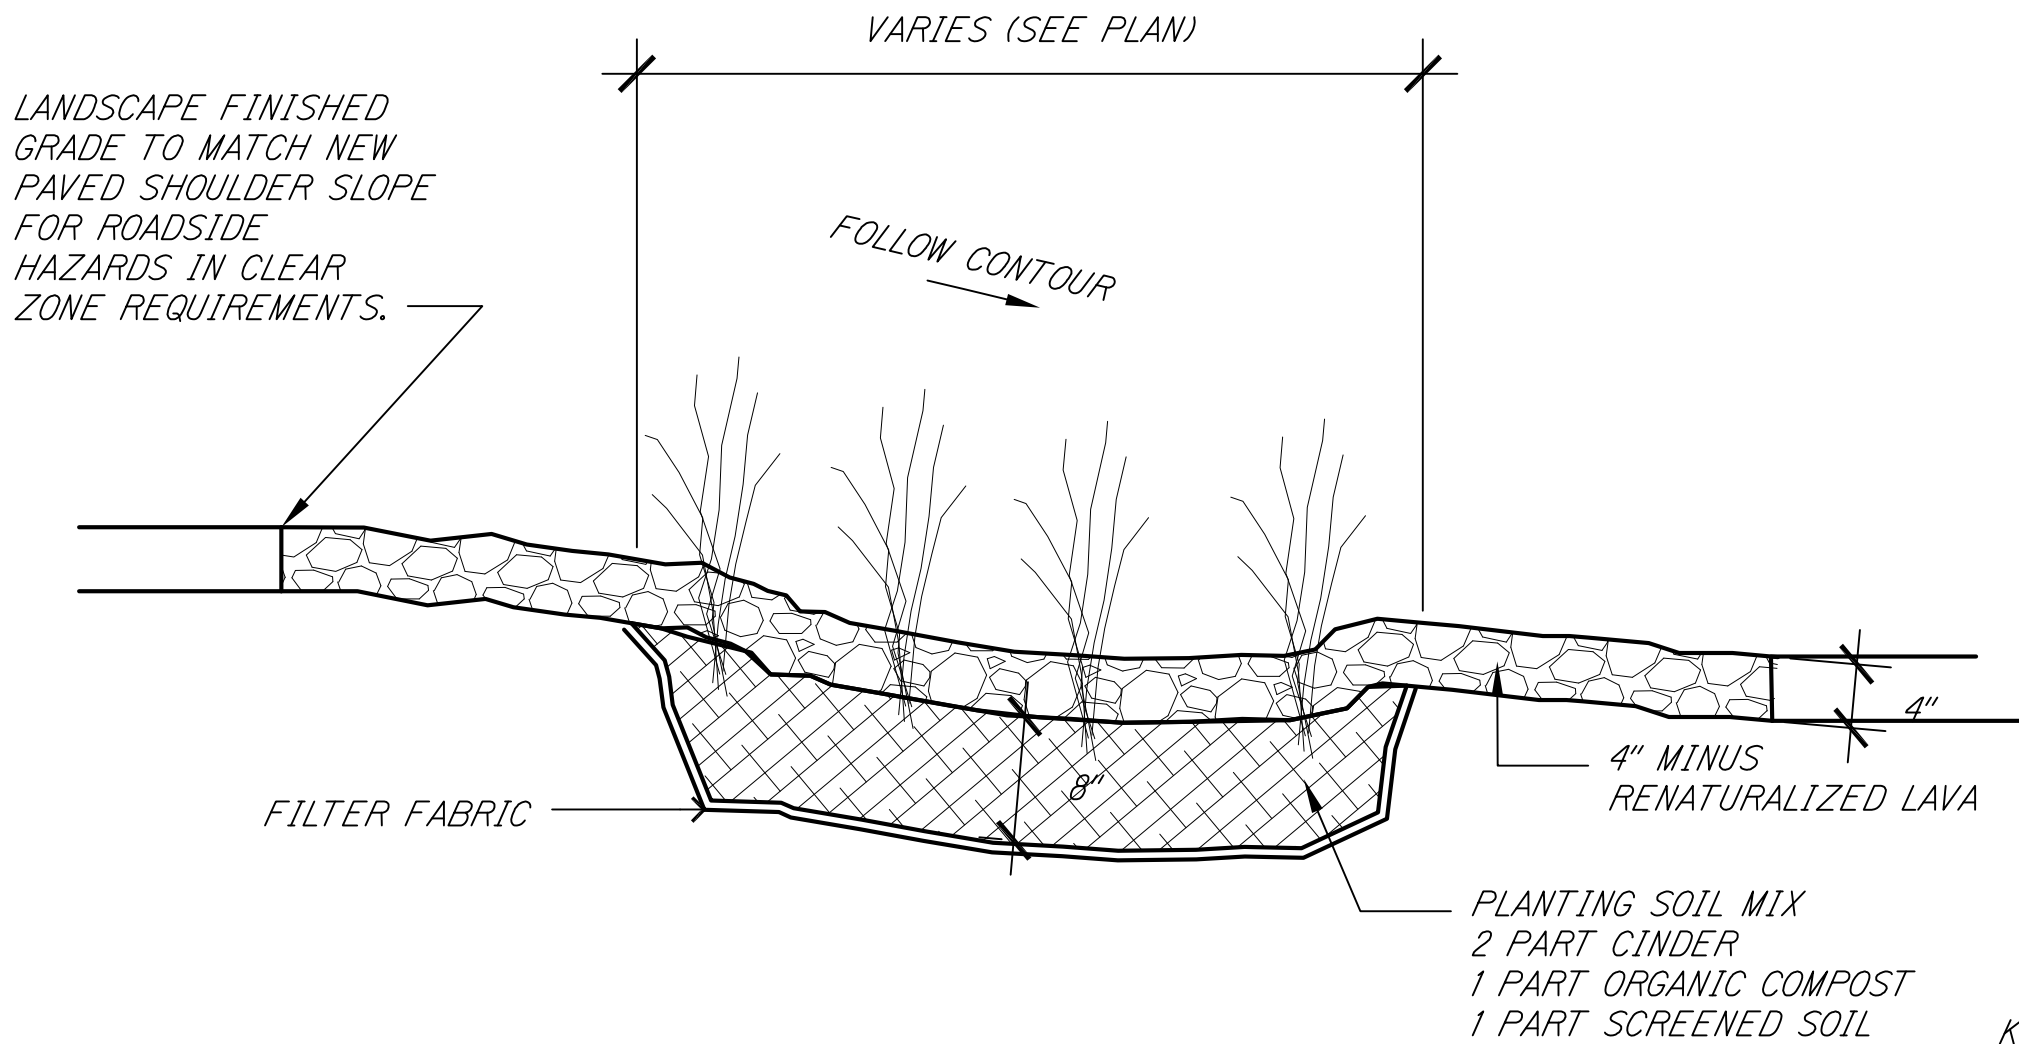 VARIES (SEE PLAN)
LANDSCAPE FINISHED
GRADE TO MATCH NEW
PAVED SHOULDER SLOPE
FOR ROADSIDE
HAZARDS IN CLEAR
ZONE REQUIREMENTS.
FOLLOW CONTOUR
4"
4" MINUS
RENATURALIZED LAVA
8"
FILTER FABRIC
PLANTING SOIL MIX
2 PART CINDER
1 PART ORGANIC COMPOST
1 PART SCREENED SOIL
K